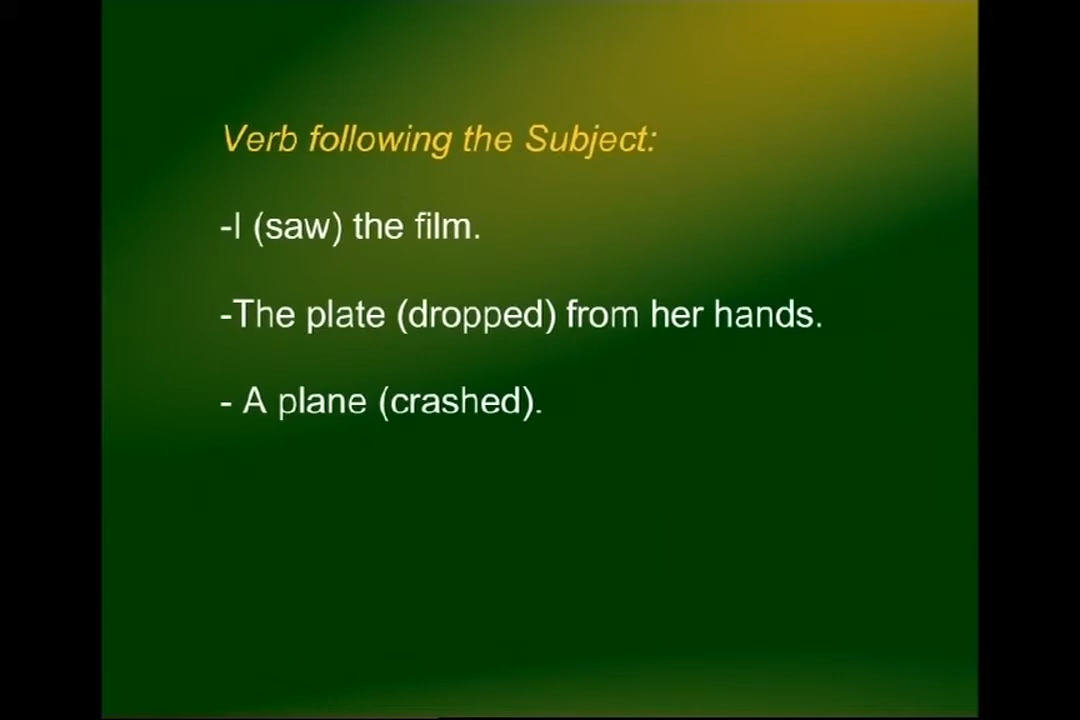 Verb following the Subject:
-I (saw) the film.
-The plate (dropped) from her hands.
- A plane (crashed).